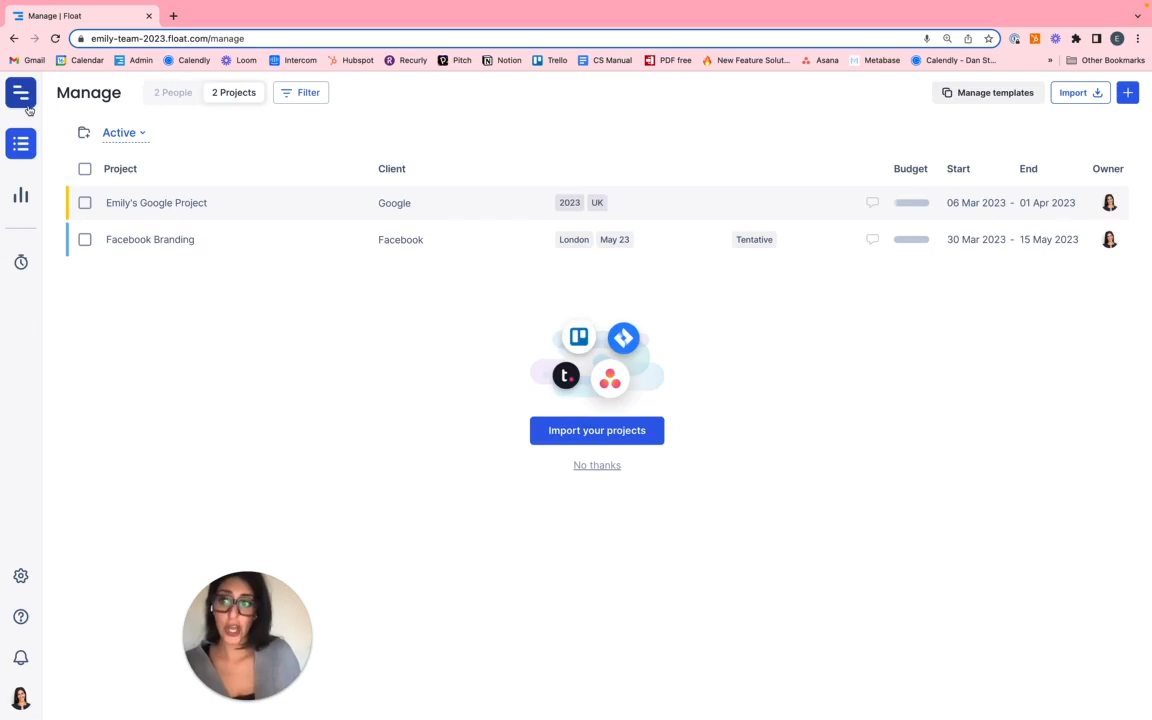 Manage | Float
emily-team-2023.float.com/manage
E
Gmail Calendar Admin Calendly Loom Intercom Hubspot Recurly Pitch Notion Trello CS Manual PDF free New Feature Solut... Asana Metabase Calendly - Dan St... » Other Bookmarks
Manage 2 People 2 Projects Filter Manage templates Import
Active
Project Client Budget Start End Owner
Emily's Google Project Google 2023 UK 06 Mar 2023 - 01 Apr 2023
Facebook Branding Facebook London May 23 Tentative 30 Mar 2023 - 15 May 2023
t.
Import your projects
No thanks